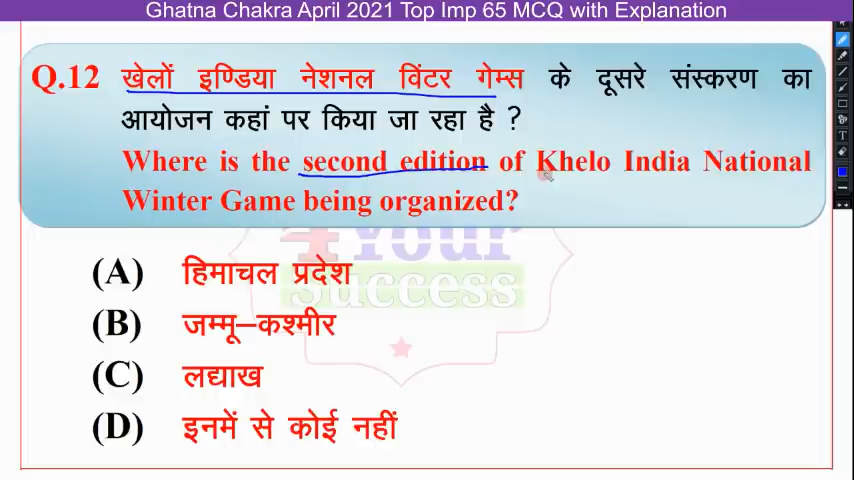 Ghatna Chakra April 2021 Top Imp 65 MCQ with Explanation
Q.12 खेलों इण्डिया नेशनल विंटर गेम्स के दूसरे संस्करण का
आयोजन कहां पर किया जा रहा है ?
Where is the second edition of Khelo India National
Winter Game being organized?
4Your
Success
(A) हिमाचल प्रदेश
(B) जम्मू–कश्मीर
(C) लद्याख
(D) इनमें से कोई नहीं